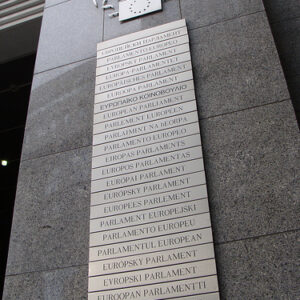 ЕВРОПЕЙСКИ ПАРЛАМЕНТ
PARLAMENTO EUROPEO
EVROPSKÝ PARLAMENT
EUROPA-PARLAMENTET
EUROPÄISCHES PARLAMENT
EUROOPA PARLAMENT
ΕΥΡΩΠΑΪΚΟ ΚΟΙΝΟΒΟΥΛΙΟ
EUROPEAN PARLIAMENT
PARLEMENT EUROPÉEN
PARLAIMINT NA hEORPA
PARLAMENTO EUROPEO
EIROPAS PARLAMENTS
EUROPOS PARLAMENTAS
EURÓPAI PARLAMENT
EURÓPSKY PARLAMENT
EUROPEES PARLEMENT
PARLAMENT EUROPEJSKI
PARLAMENTO EUROPEU
PARLAMENTUL EUROPEAN
EURÓPSKY PARLAMENT
EVROPSKI PARLAMENT
EUROOPAN PARLAMENTTI